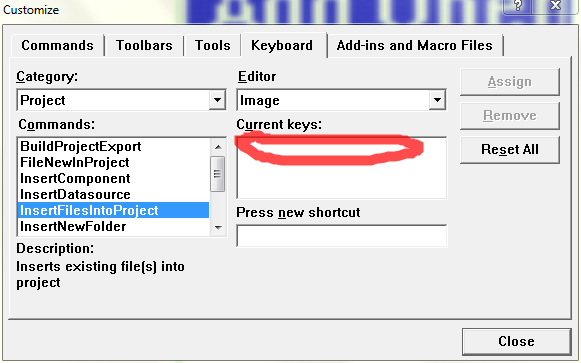 Customize
Commands
Toolbars
Tools
Keyboard
Add-ins and Macro Files
Category:
Editor
Project
Image
Assign
Commands:
Current keys:
Remove
BuildProjectExport
FileNewInProject
InsertComponent
InsertDatasource
InsertFilesIntoProject
InsertNewFolder
Reset All
Press new shortcut
Description:
Inserts existing file(s) into
project
Close